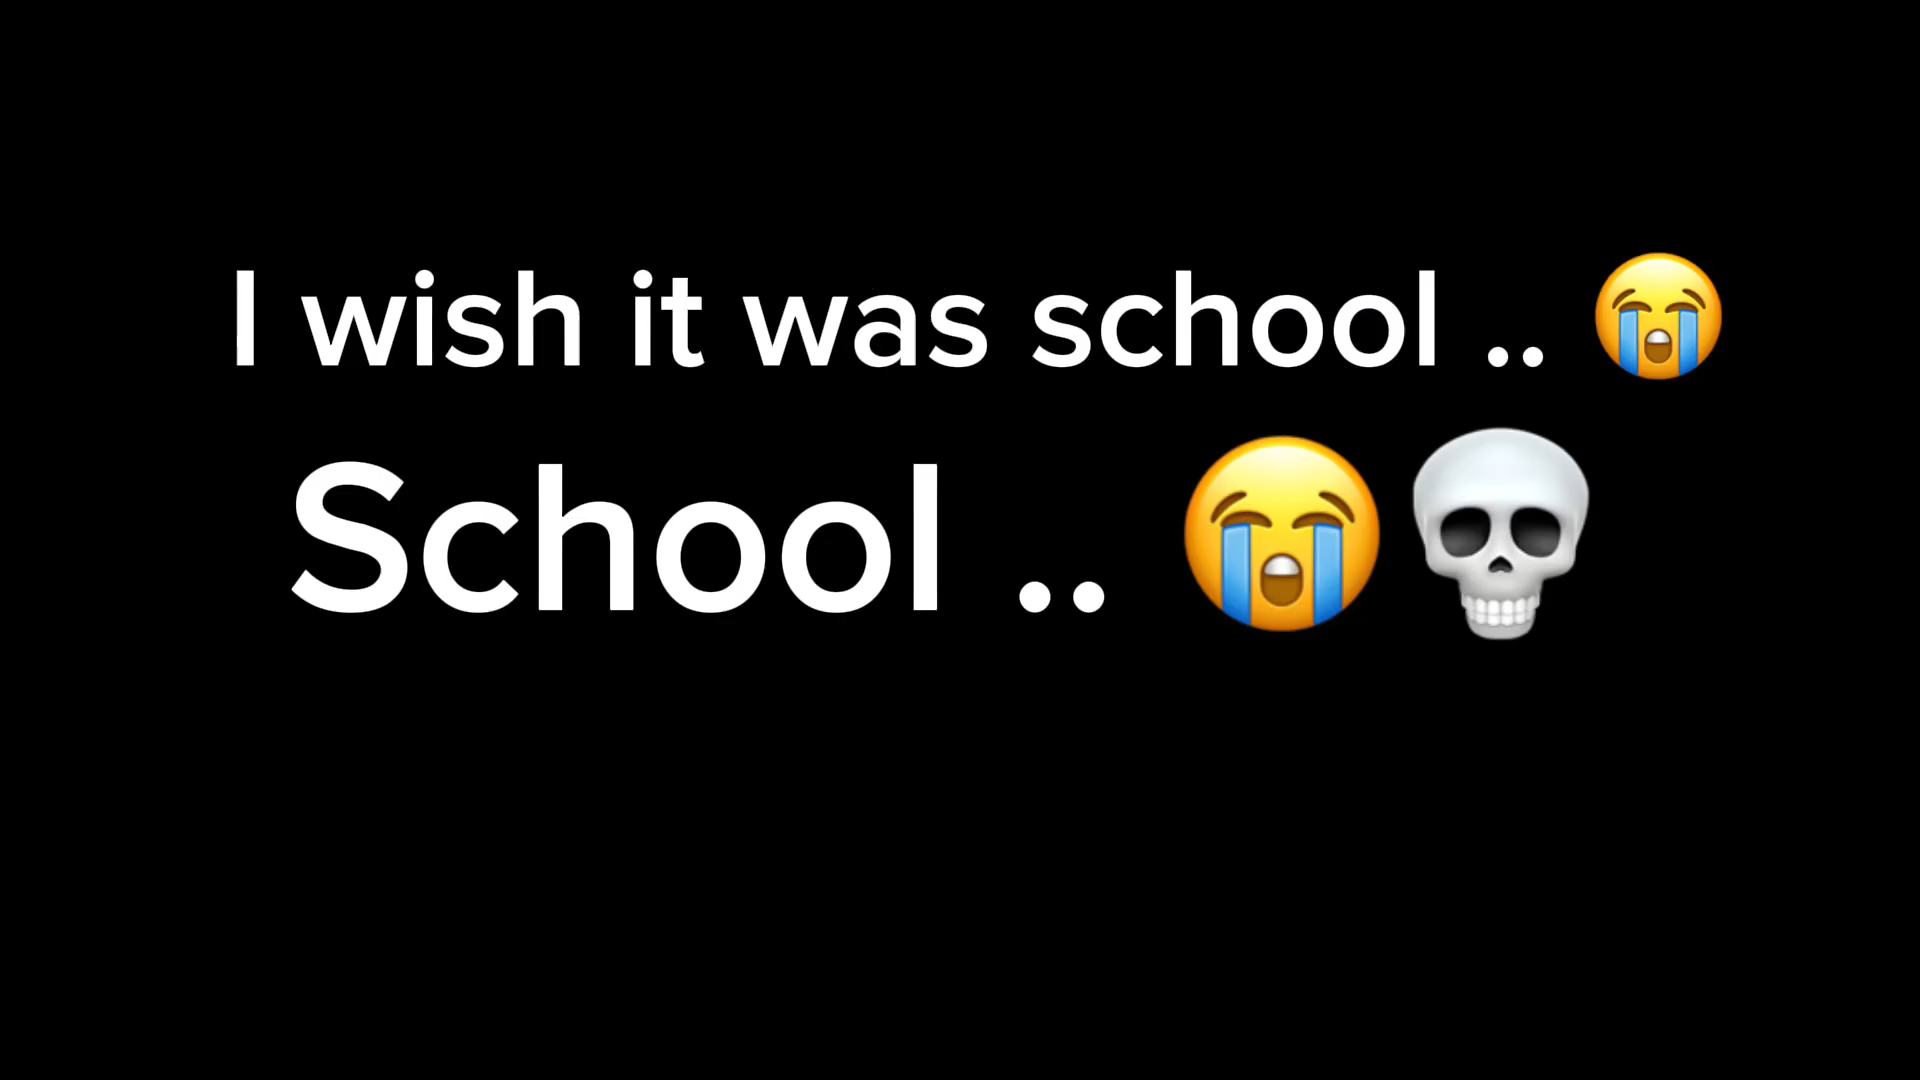 I wish it was school .. 😭
School .. 😭💀